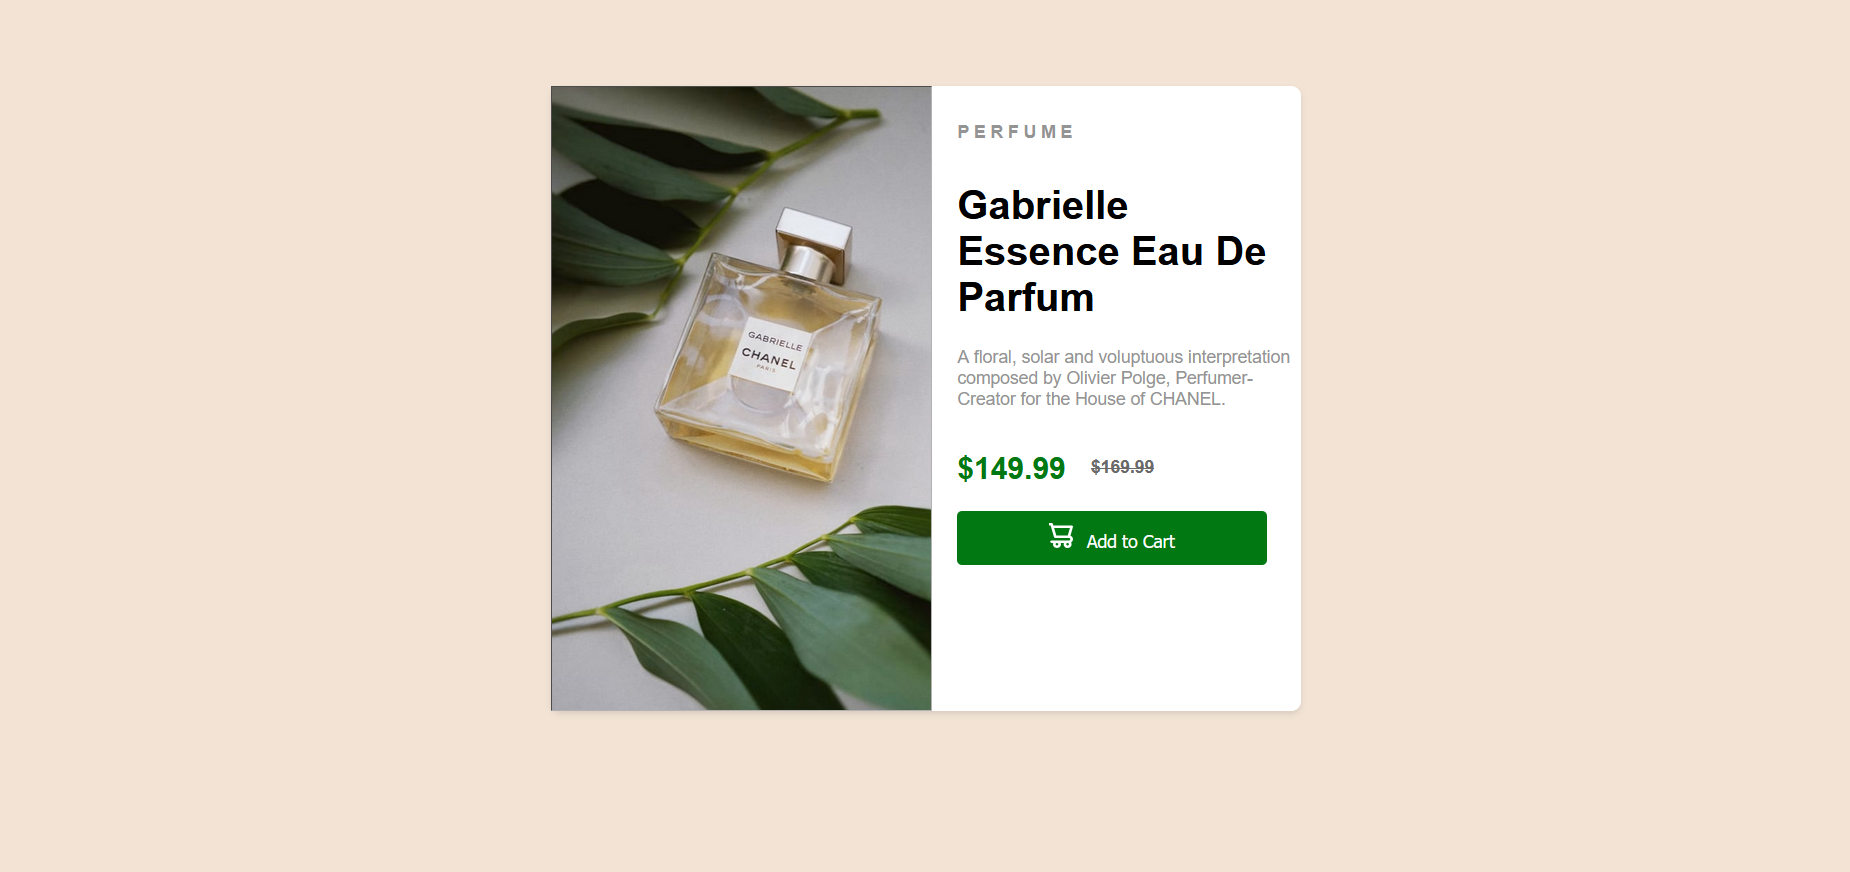 PERFUME
Gabrielle
Essence Eau De
Parfum
A floral, solar and voluptuous interpretation
composed by Olivier Polge, Perfumer-
Creator for the House of CHANEL.
$149.99 $169.99
Add to Cart
GABRIELLE
CHANEL
PARIS